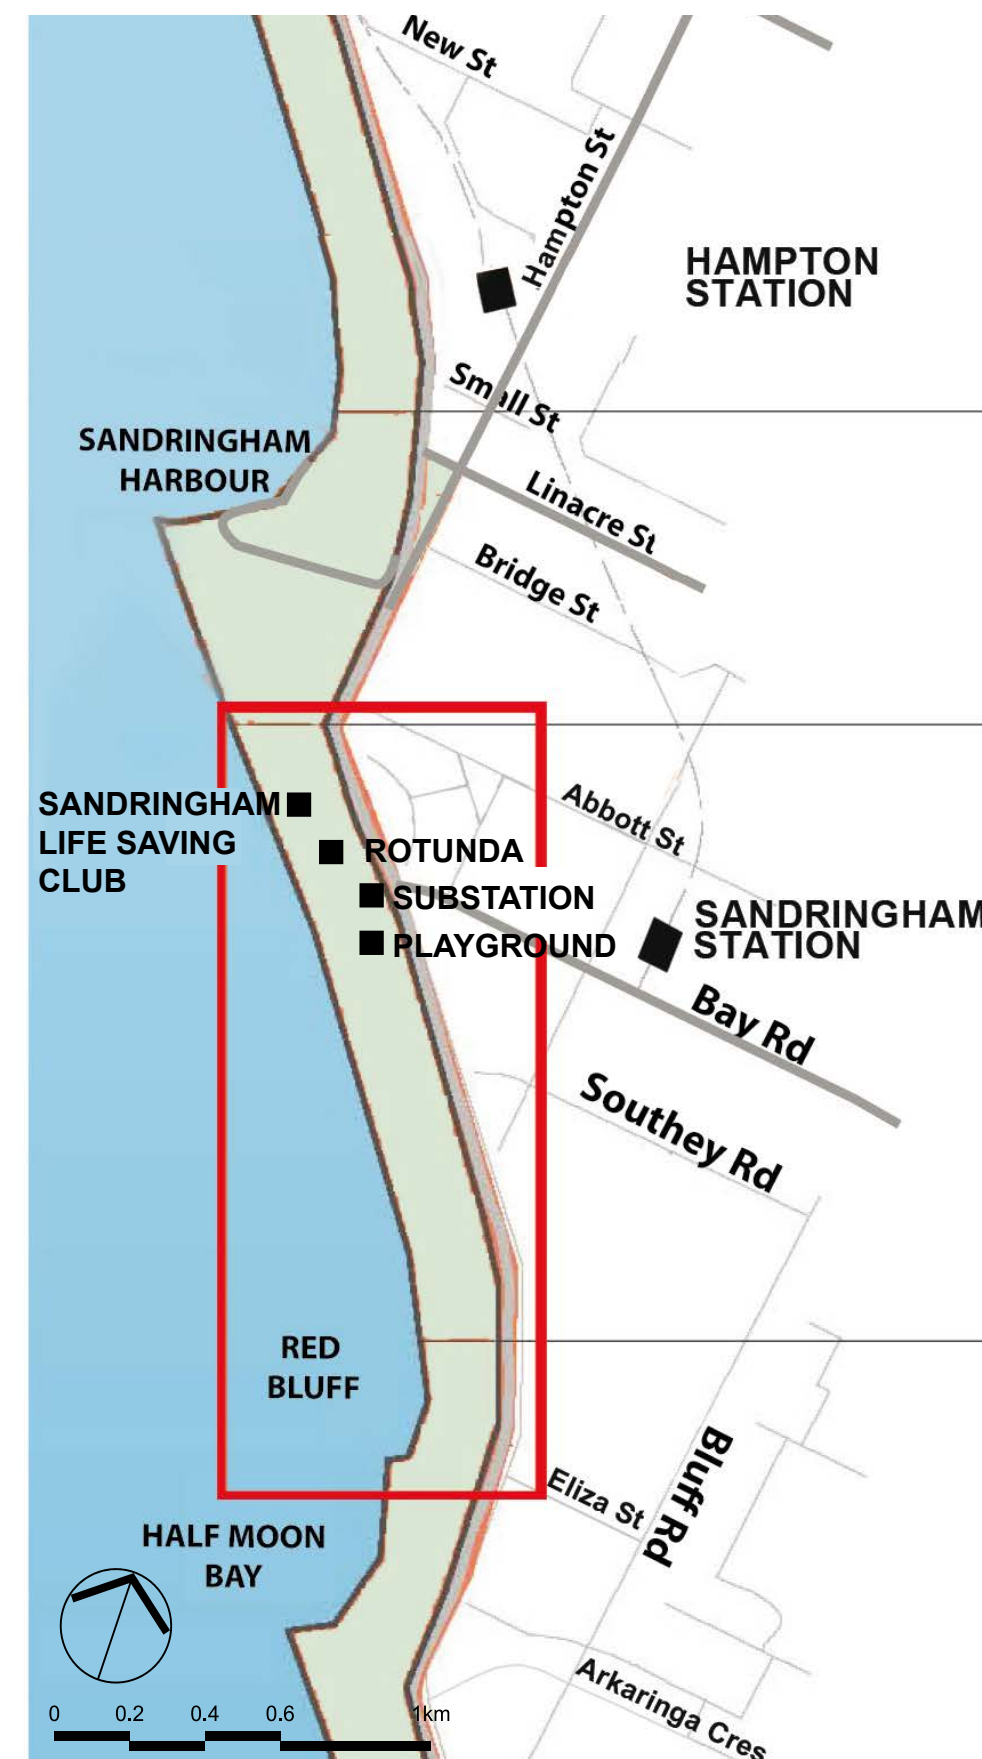 New St
Hampton St
HAMPTON
STATION
Small St
SANDRINGHAM
HARBOUR
Linacre St
Bridge St
SANDRINGHAM
LIFE SAVING
CLUB
Abbott St
ROTUNDA
SUBSTATION
PLAYGROUND
SANDRINGHAM
STATION
Bay Rd
Southey Rd
RED
BLUFF
Bluff Rd
Eliza St
HALF MOON
BAY
Arkaringa Cres
0 0.2 0.4 0.6 1km